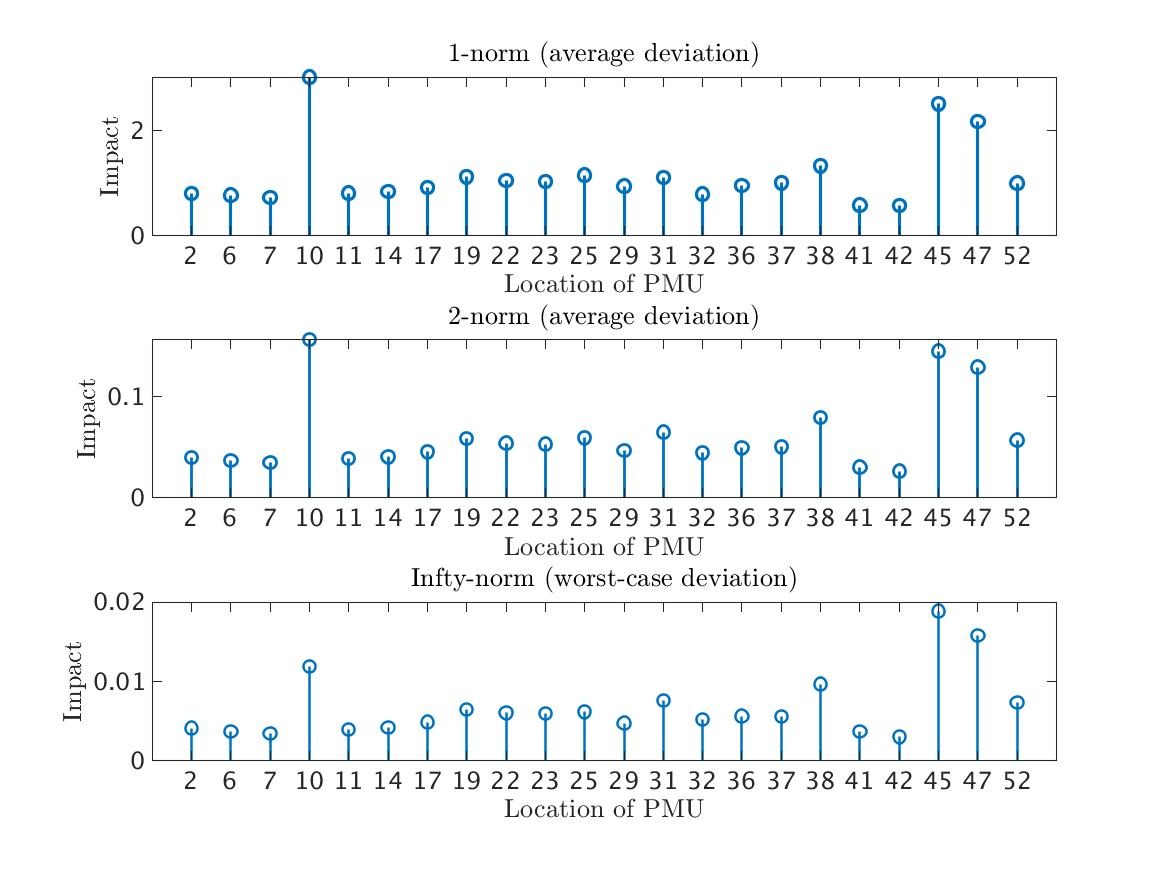 1-norm (average deviation)
Impact
2
0
2 6 7 10 11 14 17 19 22 23 25 29 31 32 36 37 38 41 42 45 47 52
Location of PMU
2-norm (average deviation)
Impact
0.1
0
2 6 7 10 11 14 17 19 22 23 25 29 31 32 36 37 38 41 42 45 47 52
Location of PMU
Infty-norm (worst-case deviation)
Impact
0.02
0.01
0
2 6 7 10 11 14 17 19 22 23 25 29 31 32 36 37 38 41 42 45 47 52
Location of PMU